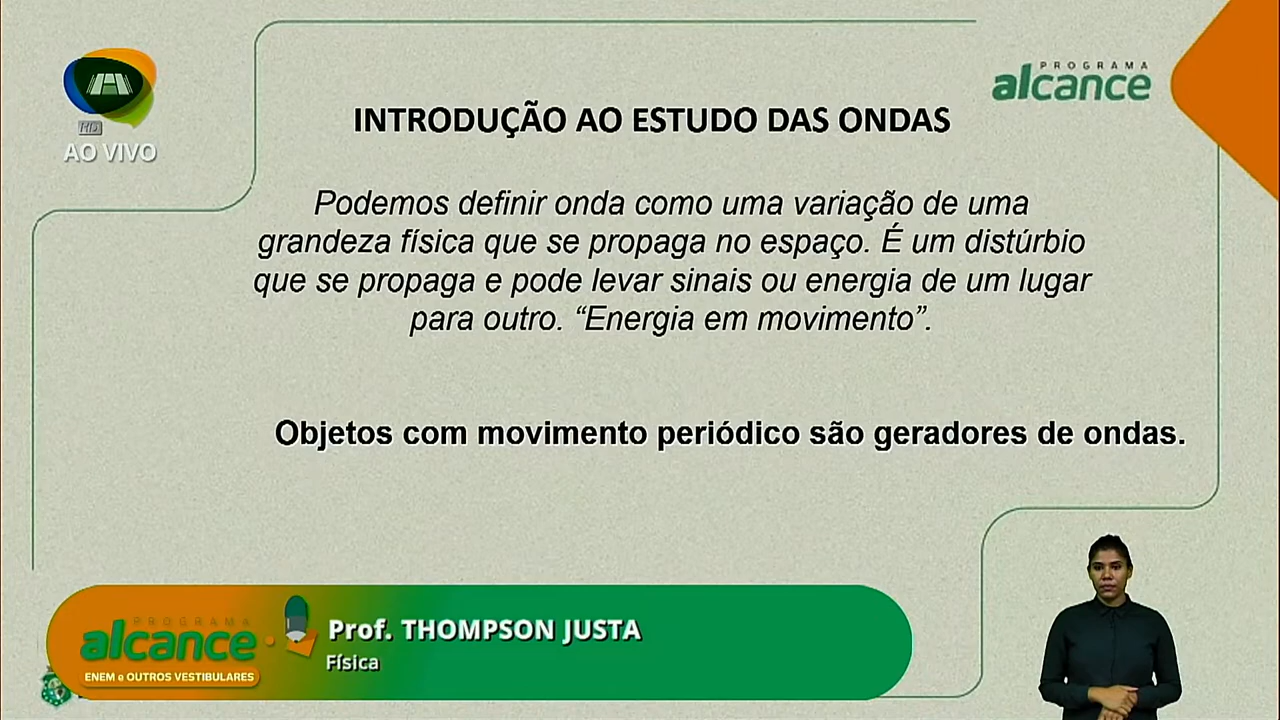 HD
AO VIVO
PROGRAMA
alcance
INTRODUÇÃO AO ESTUDO DAS ONDAS
Podemos definir onda como uma variação de uma
grandeza física que se propaga no espaço. É um distúrbio
que se propaga e pode levar sinais ou energia de um lugar
para outro. “Energia em movimento”.
Objetos com movimento periódico são geradores de ondas.
PROGRAMA
alcance
ENEM e OUTROS VESTIBULARES
Prof. THOMPSON JUSTA
Física